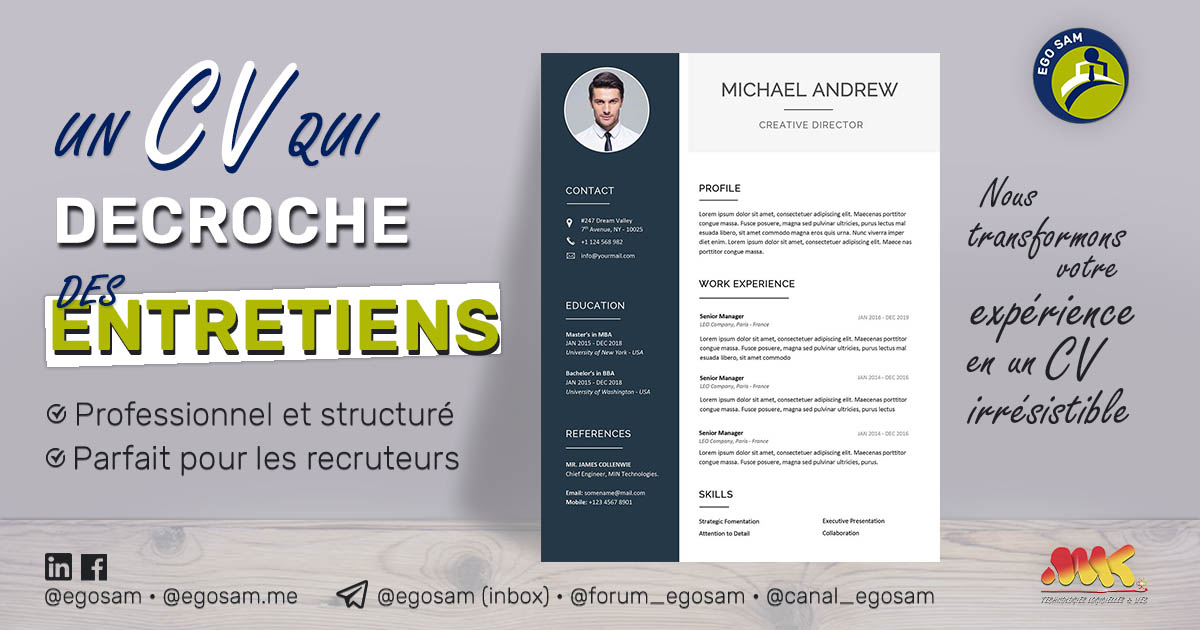 UN CV QUI
DECROCHE
DES
ENTRETIENS
Professionnel et structuré
Parfait pour les recruteurs
@egosam • @egosam.me
@egosam (inbox) • @forum_egosam • @canal_egosam
MICHAEL ANDREW
CREATIVE DIRECTOR
CONTACT
#247 Dream Valley
7th Avenue, NY - 10025
+1 124 568 982
info@yourmail.com
EDUCATION
Master's in MBA
JAN 2015 - DEC 2018
University of New York - USA
Bachelor's in BBA
JAN 2015 - DEC 2018
University of Washington - USA
REFERENCES
MR. JAMES COLLENWIE
Chief Engineer, MIN Technologies.
Email: somename@mail.com
Mobile: +123 4567 8901
PROFILE
Lorem ipsum dolor sit amet, consectetuer adipiscing elit. Maecenas porttitor
congue massa. Fusce posuere, magna sed pulvinar ultricies, purus lectus mal
esuada libero, sit amet commodo magna eros quis urna. Nunc viverra imper
diet enim. Lorem ipsum dolor sit amet, consectetuer adipiscing elit. Maece nas
porttitor congue massa.
WORK EXPERIENCE
Senior Manager JAN 2016 - DEC 2019
LEO Company, Paris - France
Lorem ipsum dolor sit amet, consectetuer adipiscing elit. Maecenas porttitor
congue massa. Fusce posuere, magna sed pulvinar ultricies, purus lectus mal
esuada libero, sit amet commodo
Senior Manager JAN 2014 - DEC 2016
LEO Company, Paris - France
Lorem ipsum dolor sit amet, consectetuer adipiscing elit. Maecenas porttitor
congue massa. Fusce posuere, magna sed pulvinar ultricies, purus lectus
Senior Manager JAN 2014 - DEC 2016
LEO Company, Paris - France
Lorem ipsum dolor sit amet, consectetuer adipiscing elit. Maecenas porttitor
congue massa. Fusce posuere, magna sed pulvinar ultricies, purus.
SKILLS
Strategic Fomentation Executive Presentation
Attention to Detail Collaboration
EGO SAM
Nous
transformons
votre
expérience
en un CV
irrésistible
TECHNOLOGIES LOGICIELLES & WEB